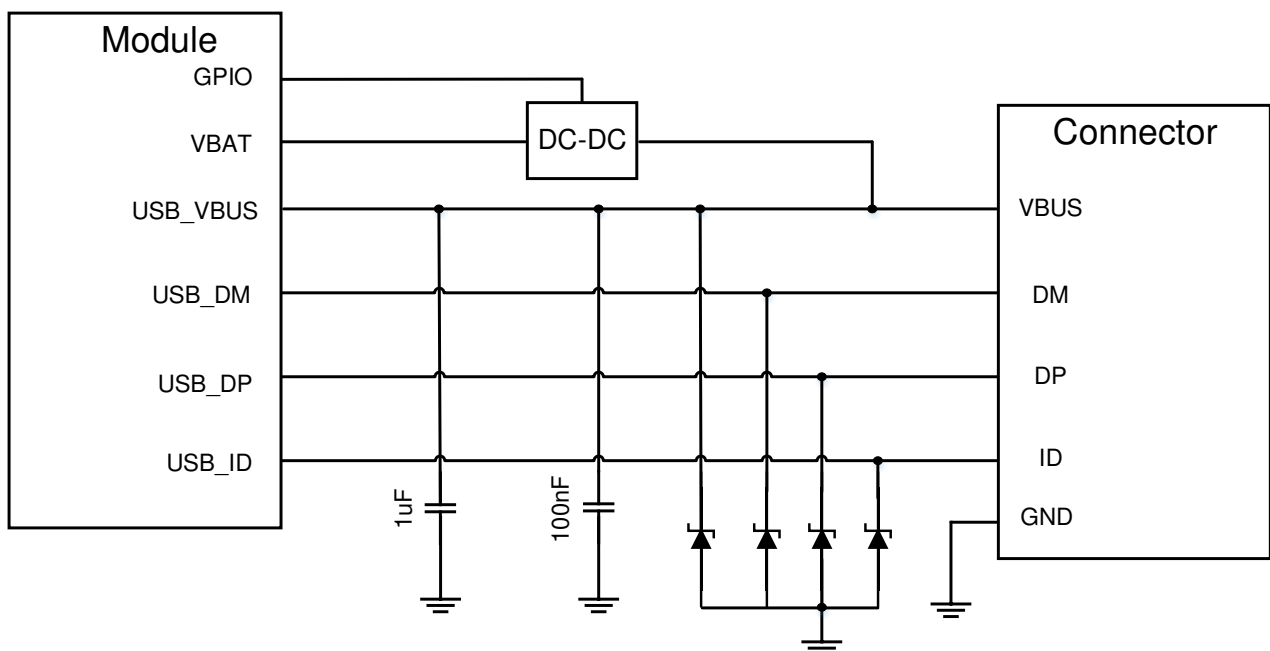 Module
GPIO
VBAT
USB_VBUS
USB_DM
USB_DP
USB_ID
DC-DC
1uF
100nF
Connector
VBUS
DM
DP
ID
GND